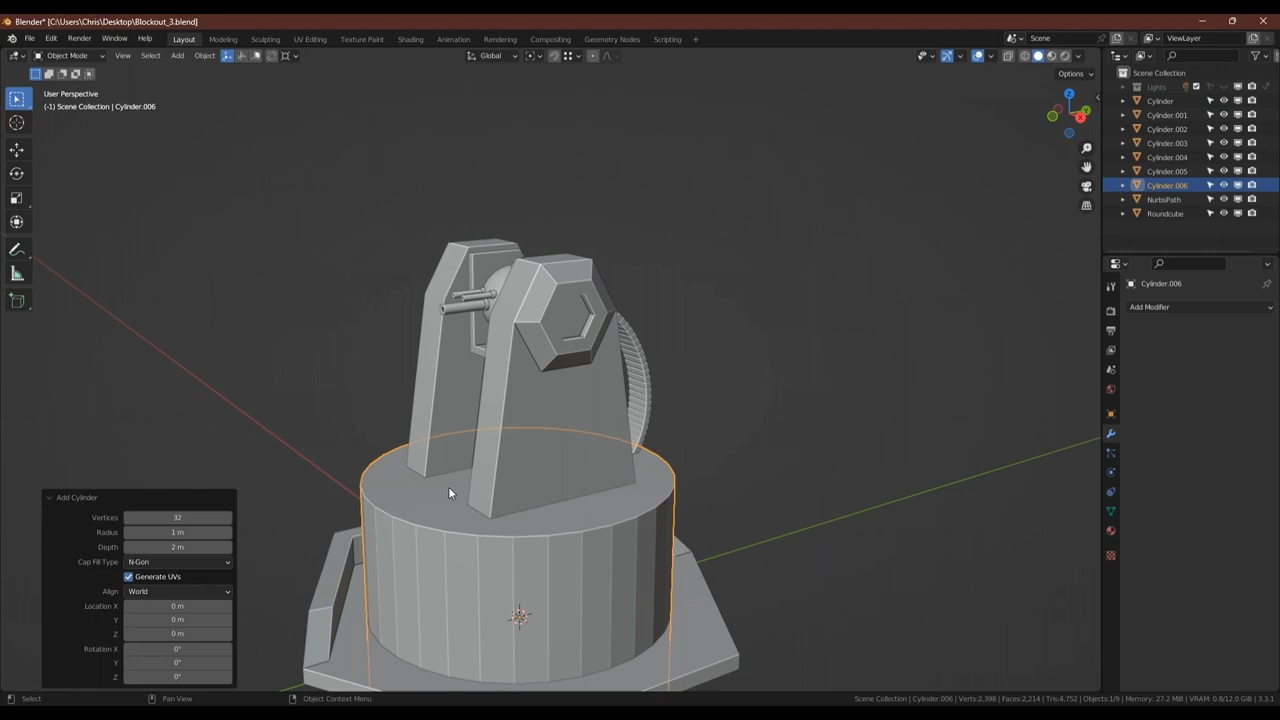 Blender* [C:\Users\Chris\Desktop\Blockout_3.blend]
File Edit Render Window Help Layout Modeling Sculpting UV Editing Texture Paint Shading Animation Rendering Compositing Geometry Nodes Scripting + Scene ViewLayer
Object Mode View Select Add Object Global
Options
User Perspective
(-1) Scene Collection | Cylinder.006
Z
Y
X
Scene Collection
Lights
Cylinder
Cylinder.001
Cylinder.002
Cylinder.003
Cylinder.004
Cylinder.005
Cylinder.006
NurbsPath
Roundcube
Cylinder.006
Add Modifier
Add Cylinder
Vertices 32
Radius 1 m
Depth 2 m
Cap Fill Type N-Gon
Generate UVs
Align World
Location X 0 m
Y 0 m
Z 0 m
Rotation X 0°
Y 0°
Z 0°
Select Pan View Object Context Menu
Scene Collection | Cylinder.006 | Verts:2,398 | Faces:2,214 | Tris:4,752 | Objects:1/9 | Memory: 27.2 MiB | VRAM: 0.8/12.0 GiB | 3.3.1